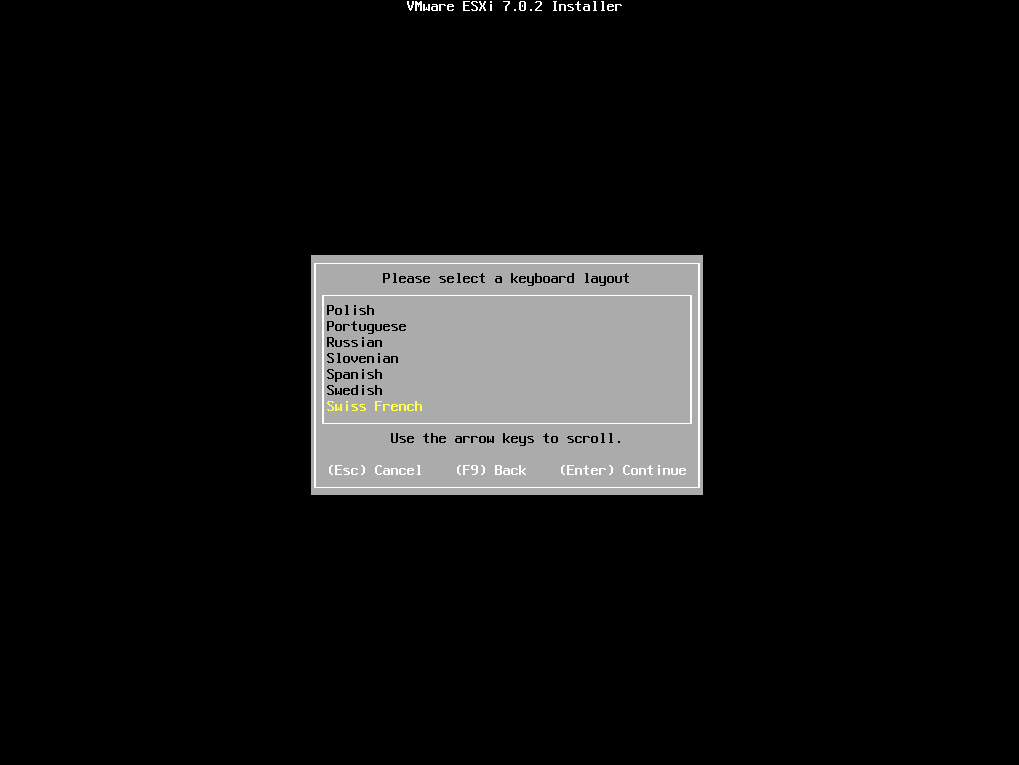 VMware ESXi 7.0.2 Installer
Please select a keyboard layout
Polish
Portuguese
Russian
Slovenian
Spanish
Swedish
Swiss French
Use the arrow keys to scroll.
(Esc) Cancel (F9) Back (Enter) Continue